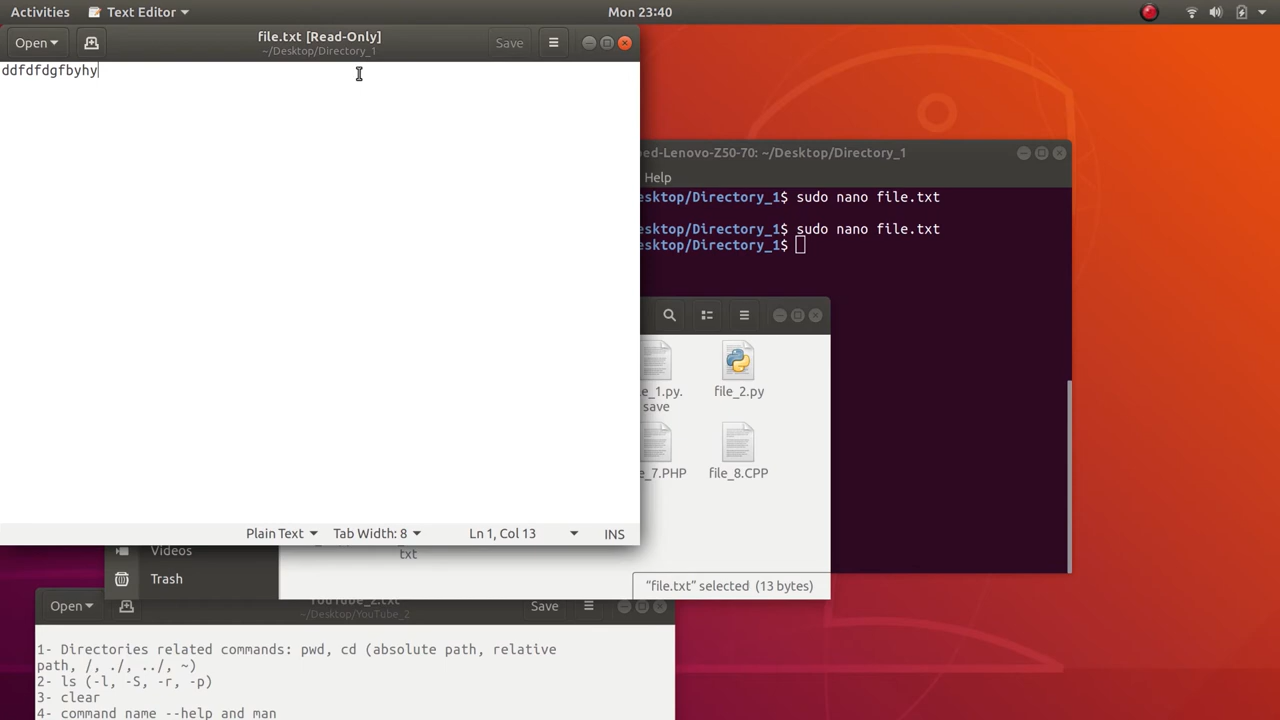 Activities Text Editor Mon 23:40
Open file.txt [Read-Only] Save
~/Desktop/Directory_1
ddfdfdgfbyhy
Plain Text Tab Width: 8 Ln 1, Col 13 INS
ed-Lenovo-Z50-70: ~/Desktop/Directory_1
Help
esktop/Directory_1$ sudo nano file.txt
esktop/Directory_1$ sudo nano file.txt
esktop/Directory_1$
le_1.py. file_2.py
save
le_7.PHP file_8.CPP
Videos
txt
Trash
“file.txt” selected (13 bytes)
Open YouTube_2.txt Save
~/Desktop/YouTube_2
1- Directories related commands: pwd, cd (absolute path, relative
path, /, ./, ../, ~)
2- ls (-l, -S, -r, -p)
3- clear
4- command name --help and man